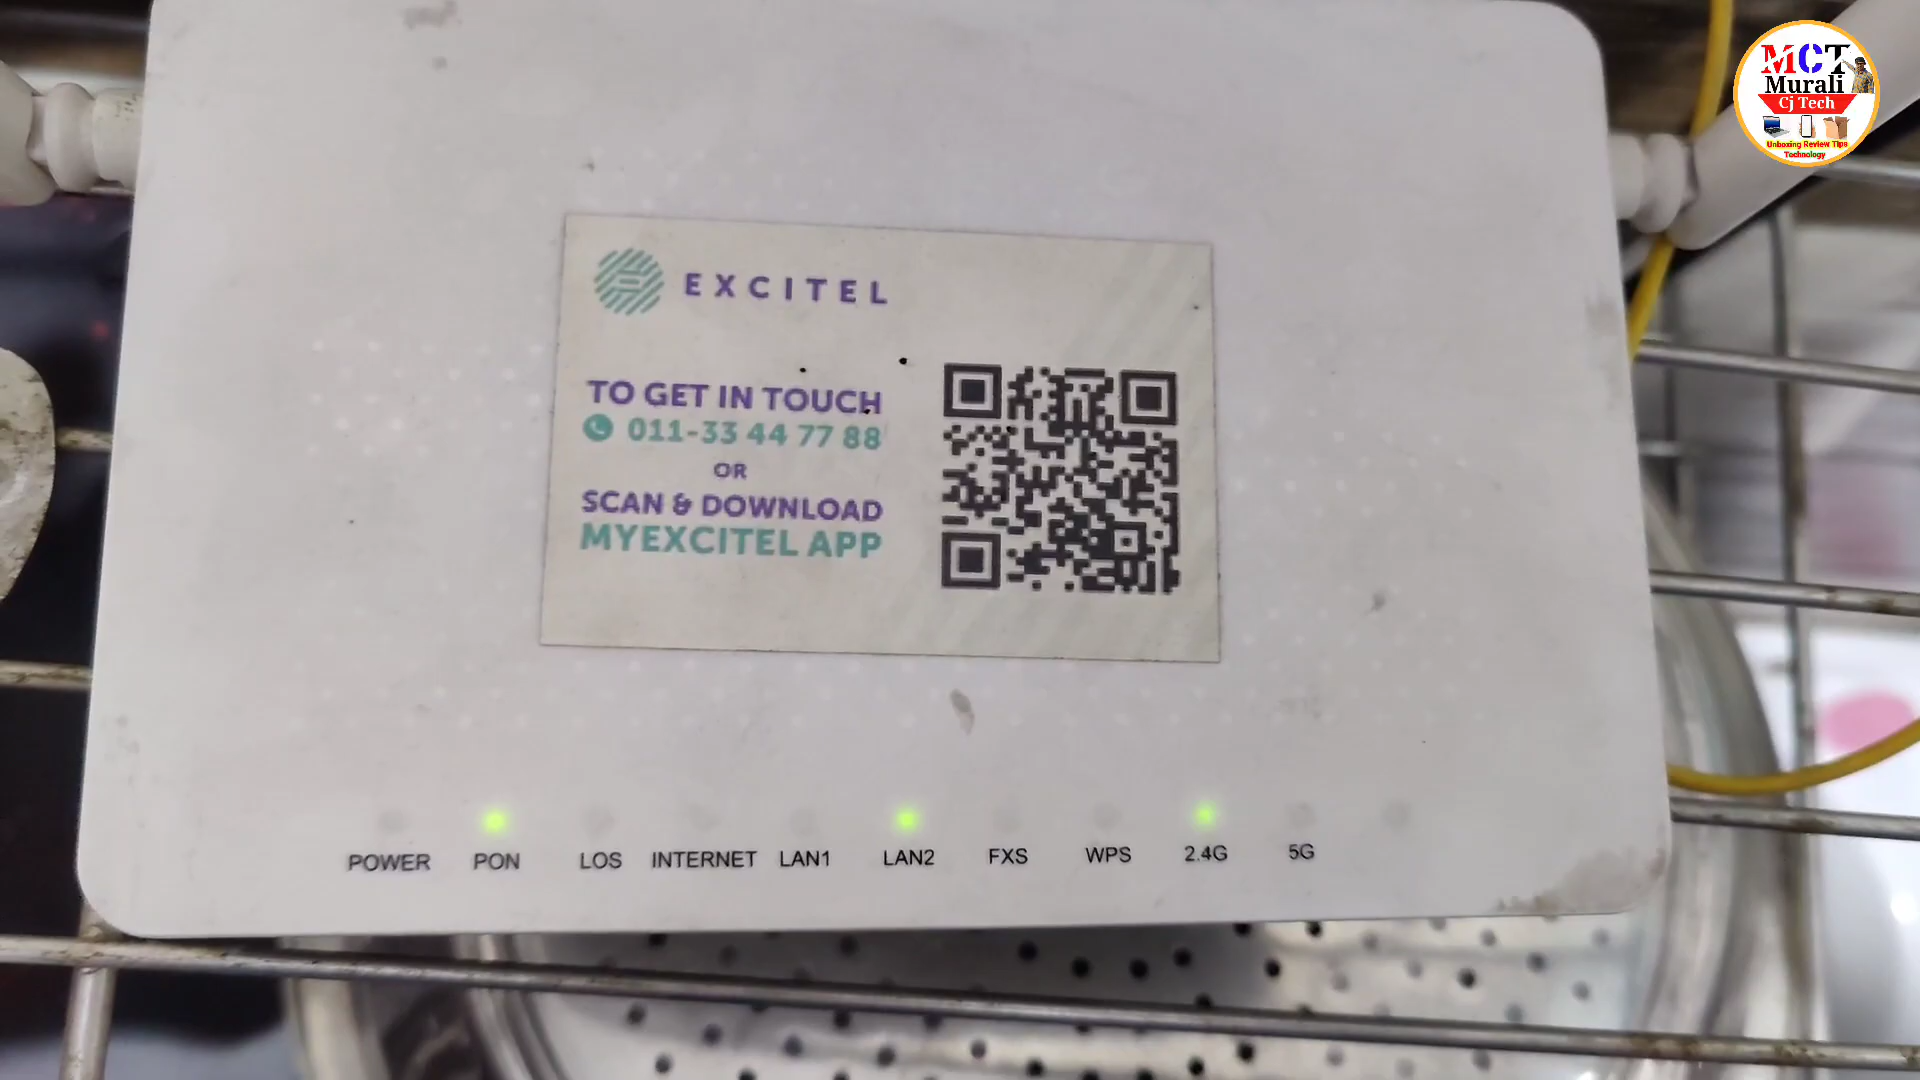 MCT
Murali
Cj Tech
Unboxing Review Tips
Technology
EXCITEL
TO GET IN TOUCH
011-33 44 77 88
OR
SCAN & DOWNLOAD
MYEXCITEL APP
POWER PON LOS INTERNET LAN1 LAN2 FXS WPS 2.4G 5G